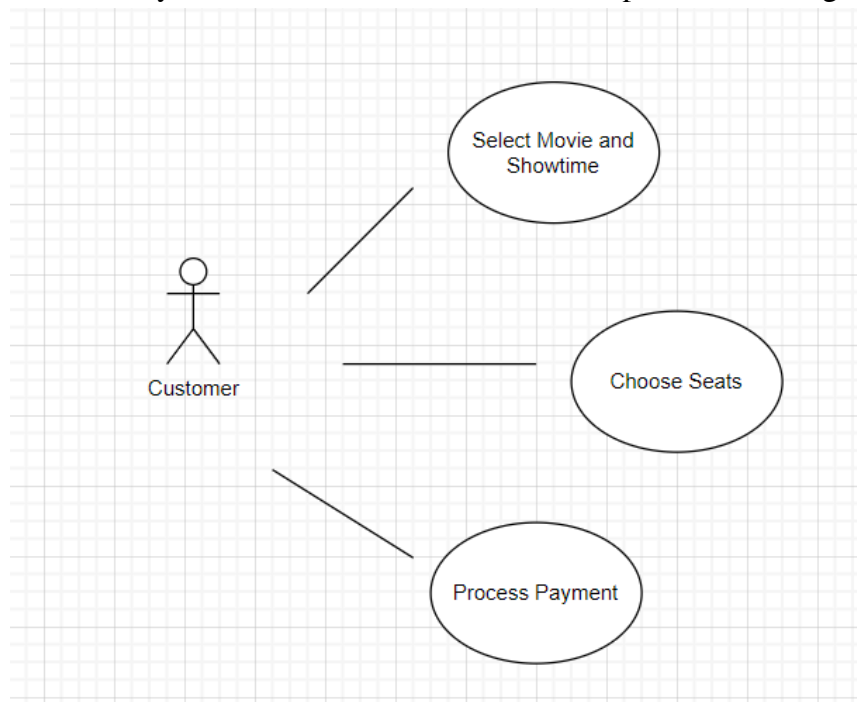 Select Movie and
Showtime
Customer
Choose Seats
Process Payment